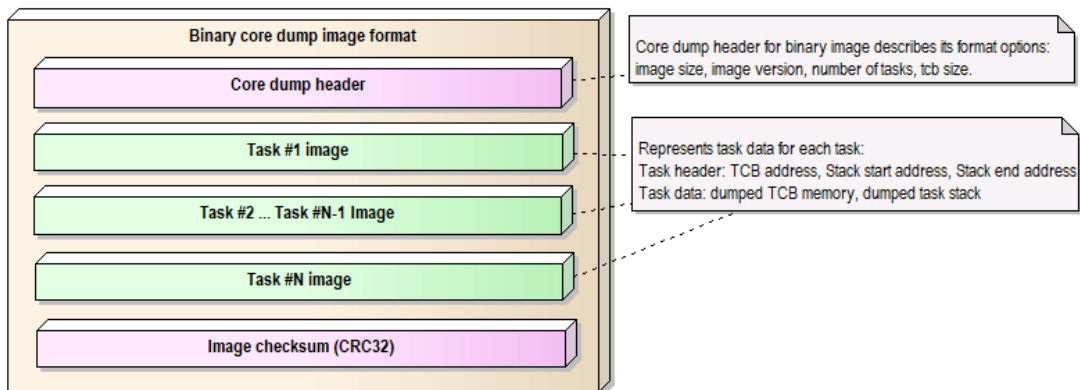 Binary core dump image format
Core dump header
Task #1 image
Task #2 ... Task #N-1 Image
Task #N image
Image checksum (CRC32)
Core dump header for binary image describes its format options:
image size, image version, number of tasks, tcb size.
Represents task data for each task:
Task header: TCB address, Stack start address, Stack end address
Task data: dumped TCB memory, dumped task stack